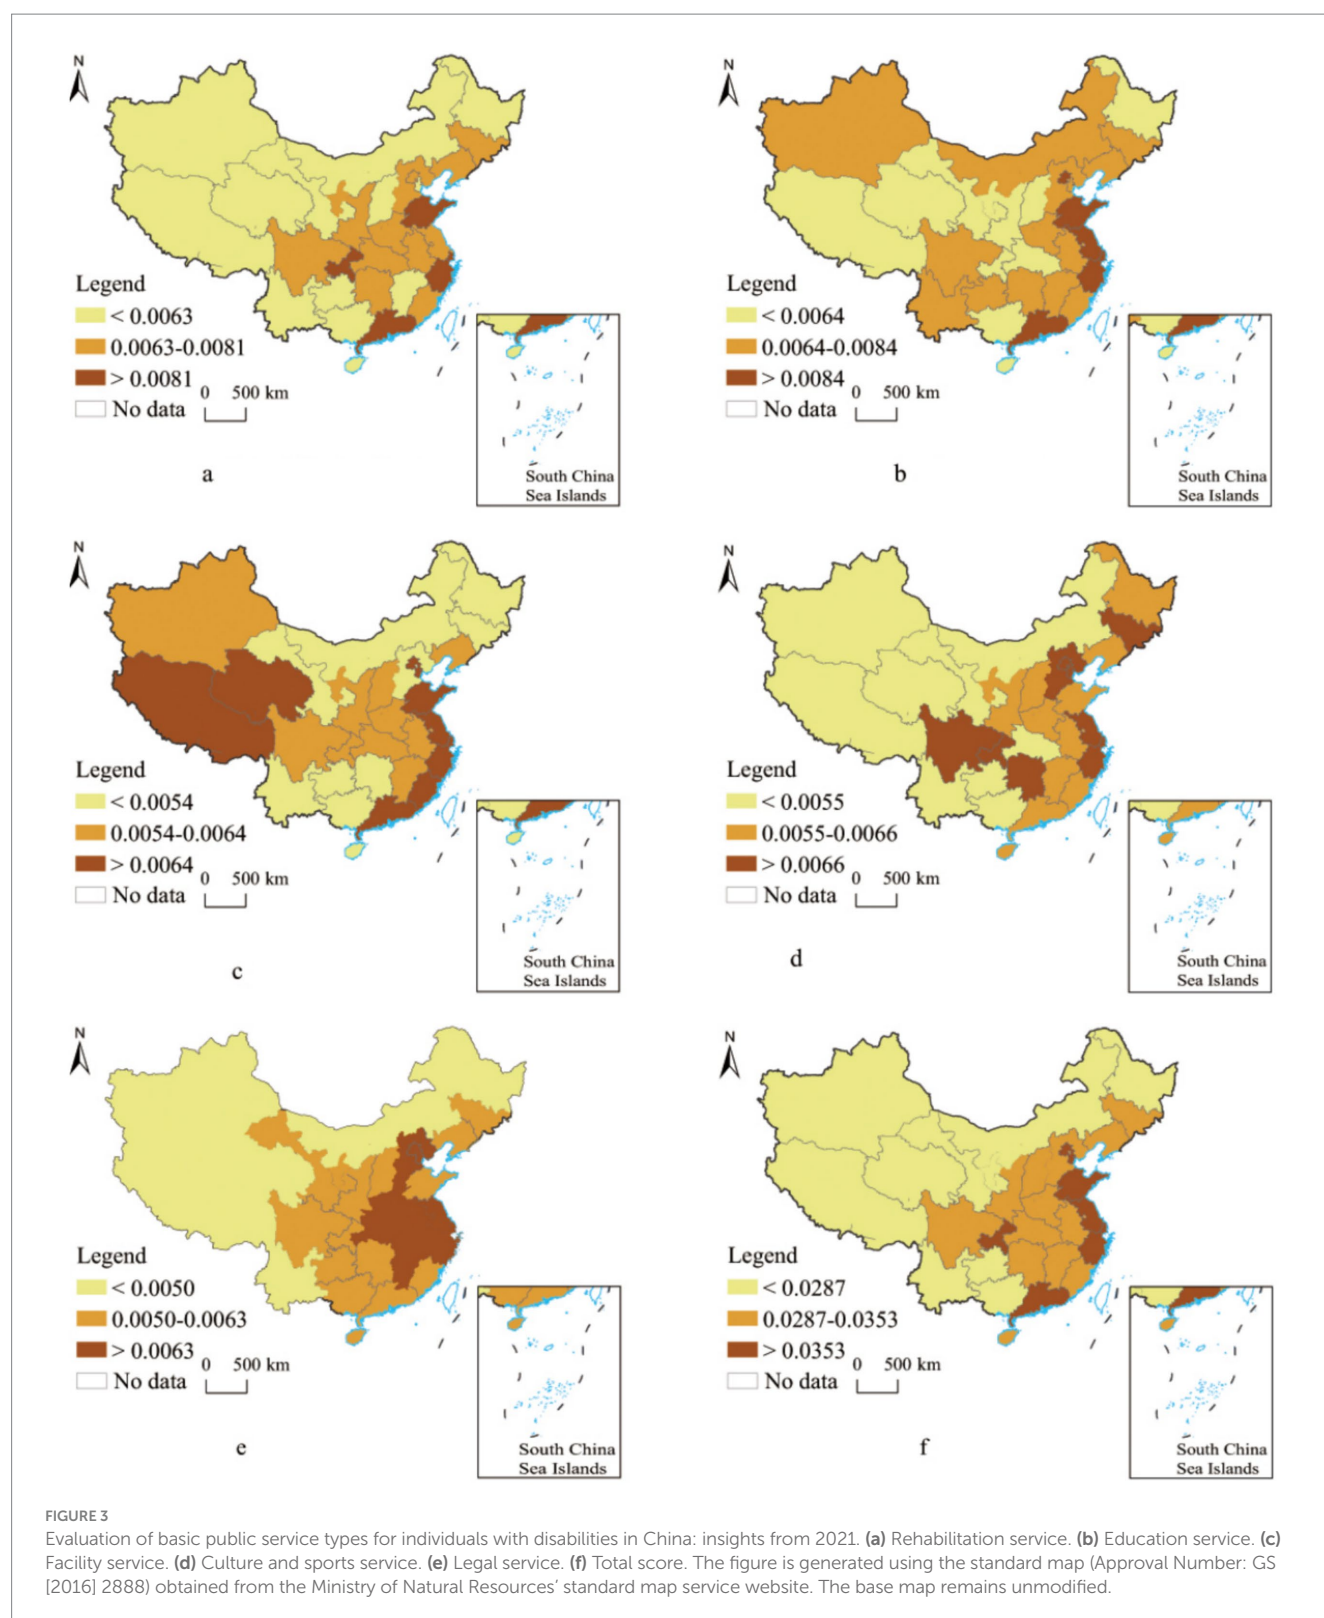 N
N
Legend
< 0.0063
0.0063-0.0081
> 0.0081
No data
0 500 km
South China
Sea Islands
a
Legend
< 0.0064
0.0064-0.0084
> 0.0084
No data
0 500 km
South China
Sea Islands
b
N
N
Legend
< 0.0054
0.0054-0.0064
> 0.0064
No data
0 500 km
South China
Sea Islands
c
Legend
< 0.0055
0.0055-0.0066
> 0.0066
No data
0 500 km
South China
Sea Islands
d
N
N
Legend
< 0.0050
0.0050-0.0063
> 0.0063
No data
0 500 km
South China
Sea Islands
e
Legend
< 0.0287
0.0287-0.0353
> 0.0353
No data
0 500 km
South China
Sea Islands
f
FIGURE 3
Evaluation of basic public service types for individuals with disabilities in China: insights from 2021. (a) Rehabilitation service. (b) Education service. (c)
Facility service. (d) Culture and sports service. (e) Legal service. (f) Total score. The figure is generated using the standard map (Approval Number: GS
[2016] 2888) obtained from the Ministry of Natural Resources’ standard map service website. The base map remains unmodified.